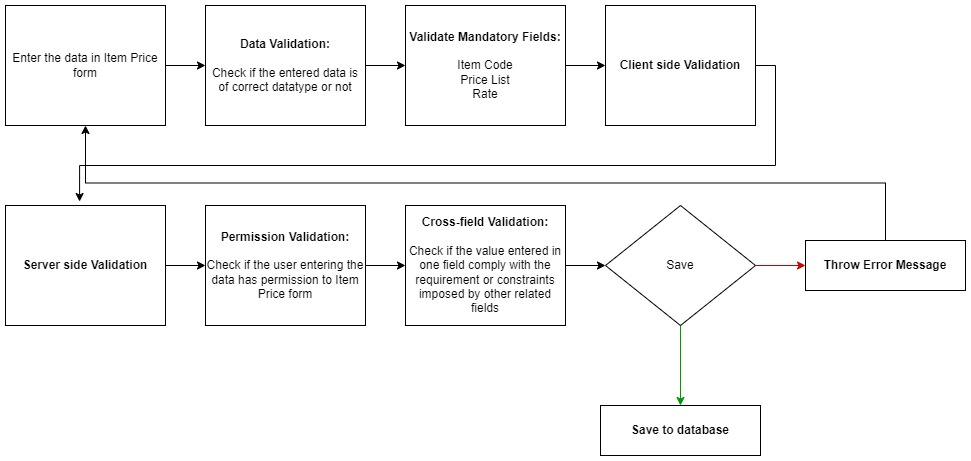 Enter the data in Item Price
form
Data Validation:
Check if the entered data is
of correct datatype or not
Validate Mandatory Fields:
Item Code
Price List
Rate
Client side Validation
Server side Validation
Permission Validation:
Check if the user entering the
data has permission to Item
Price form
Cross-field Validation:
Check if the value entered in
one field comply with the
requirement or constraints
imposed by other related
fields
Save
Throw Error Message
Save to database